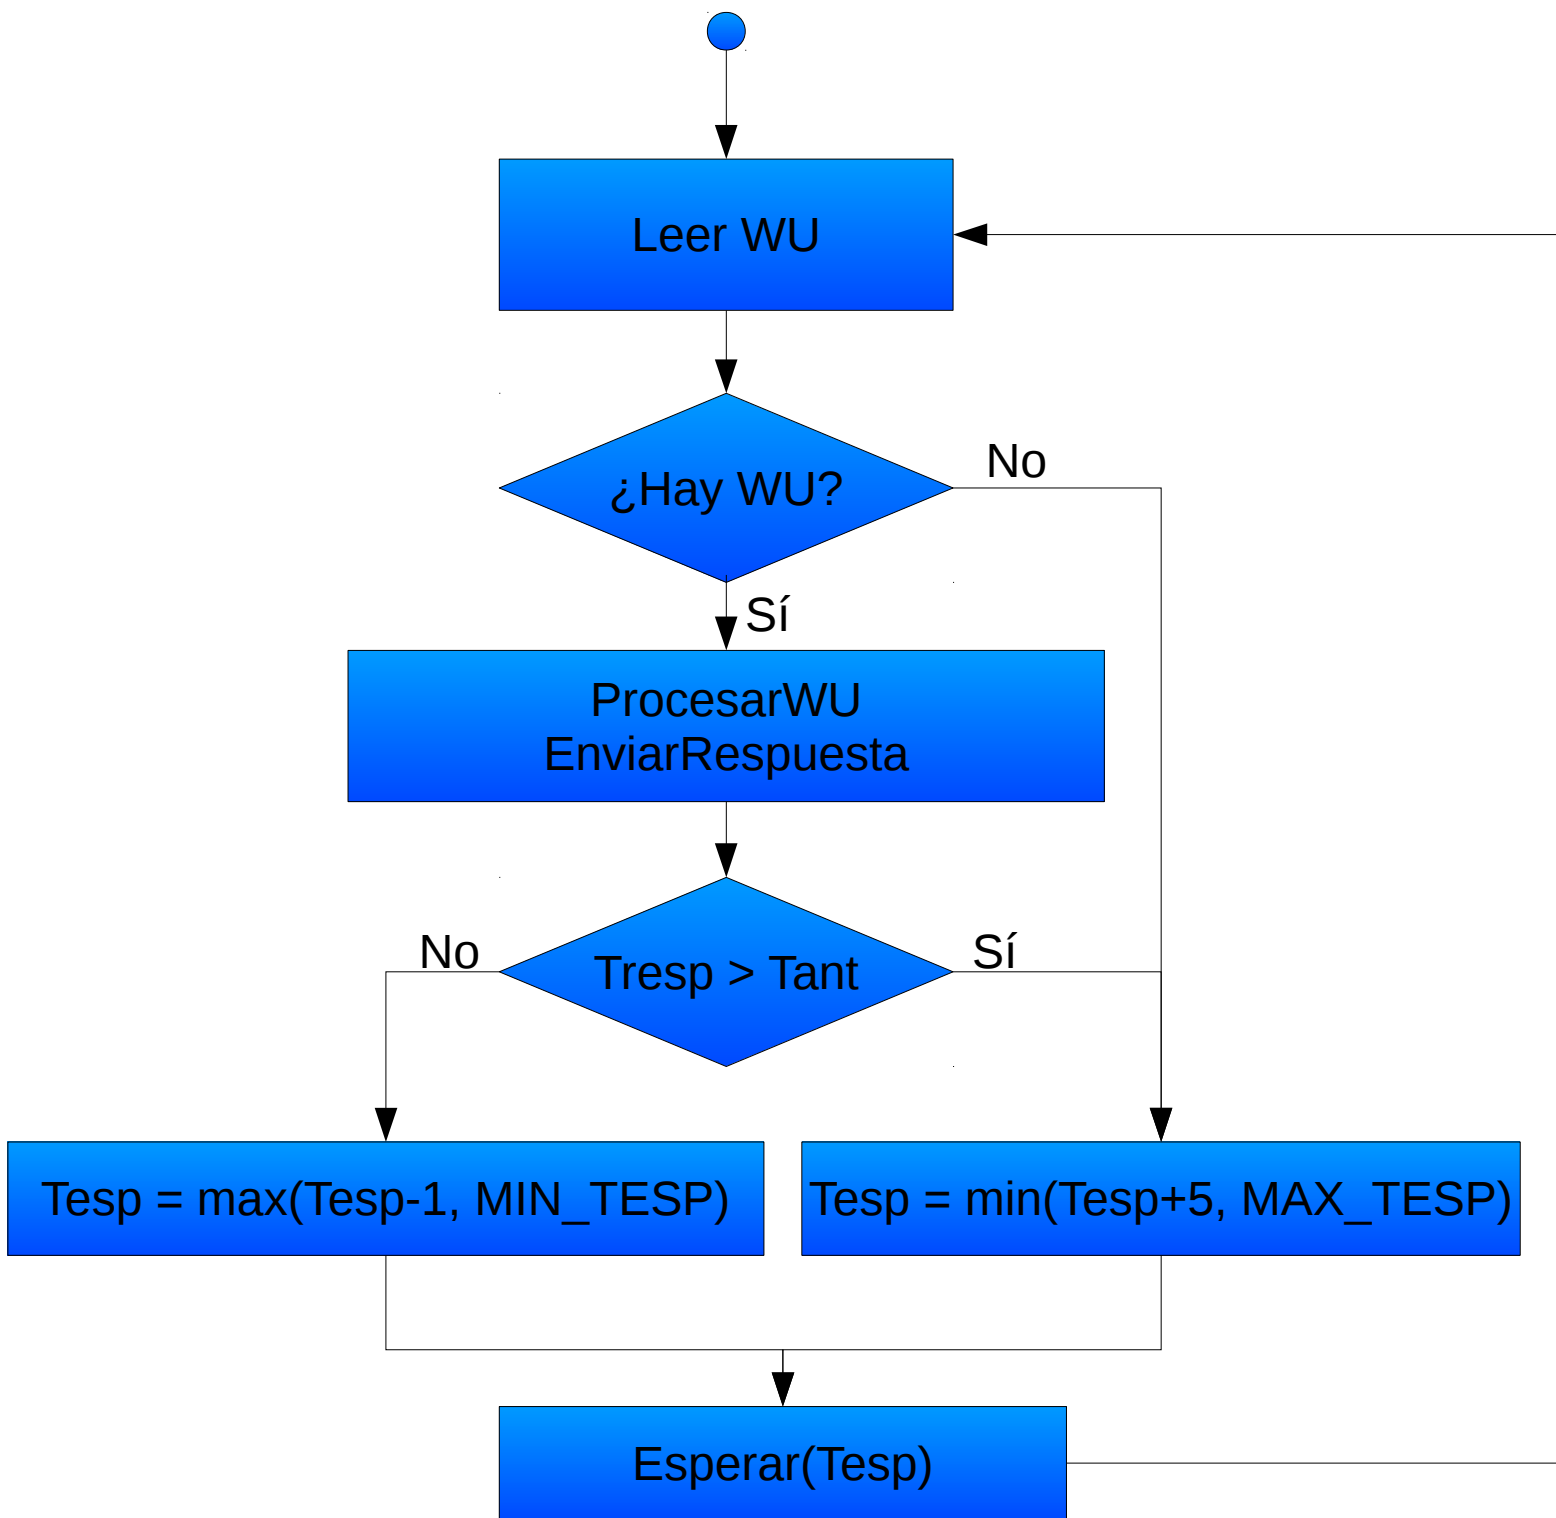 Leer WU
¿Hay WU?
No
Sí
ProcesarWU
EnviarRespuesta
No
Tresp > Tant
Sí
Tesp = max(Tesp-1, MIN_TESP)
Tesp = min(Tesp+5, MAX_TESP)
Esperar(Tesp)